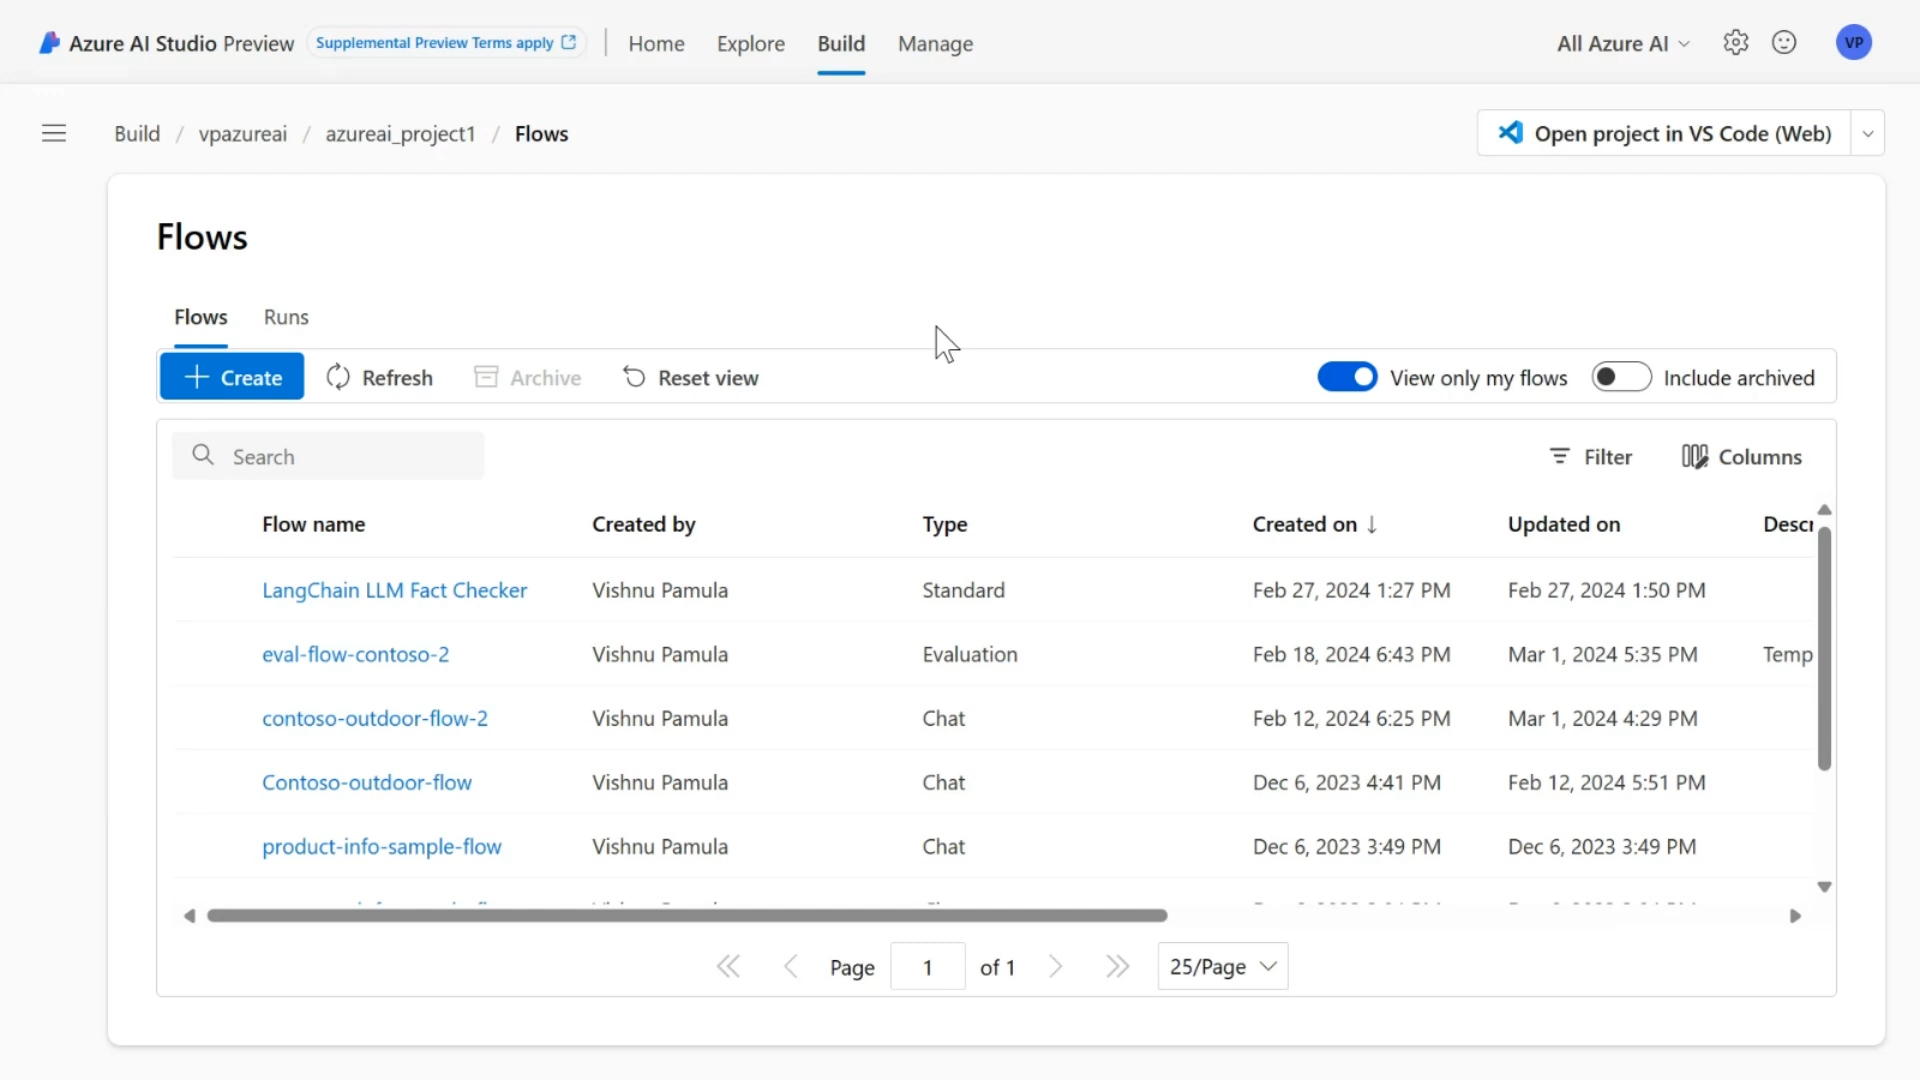 Azure AI Studio Preview Supplemental Preview Terms apply Home Explore Build Manage All Azure AI VP
Build / vpazureai / azureai_project1 / Flows Open project in VS Code (Web)
Flows
Flows Runs
Create Refresh Archive Reset view View only my flows Include archived
Search Filter Columns
Flow name Created by Type Created on ↓ Updated on Descr
LangChain LLM Fact Checker Vishnu Pamula Standard Feb 27, 2024 1:27 PM Feb 27, 2024 1:50 PM
eval-flow-contoso-2 Vishnu Pamula Evaluation Feb 18, 2024 6:43 PM Mar 1, 2024 5:35 PM Temp
contoso-outdoor-flow-2 Vishnu Pamula Chat Feb 12, 2024 6:25 PM Mar 1, 2024 4:29 PM
Contoso-outdoor-flow Vishnu Pamula Chat Dec 6, 2023 4:41 PM Feb 12, 2024 5:51 PM
product-info-sample-flow Vishnu Pamula Chat Dec 6, 2023 3:49 PM Dec 6, 2023 3:49 PM
Page 1 of 1 25/Page